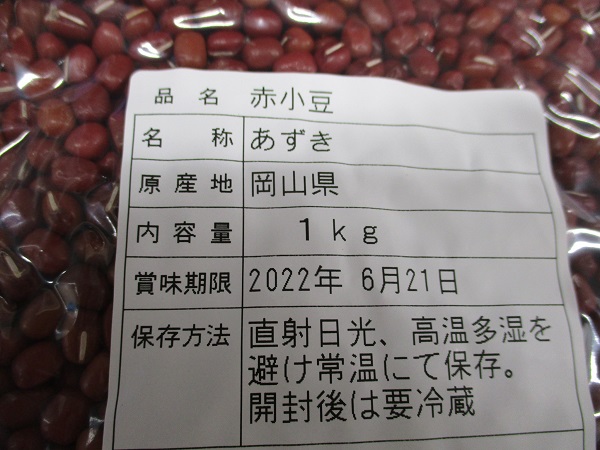 品名 赤小豆
名称 あずき
原産地 岡山県
内容量 1kg
賞味期限 2022年 6月21日
保存方法 直射日光、高温多湿を
避け常温にて保存。
開封後は要冷蔵